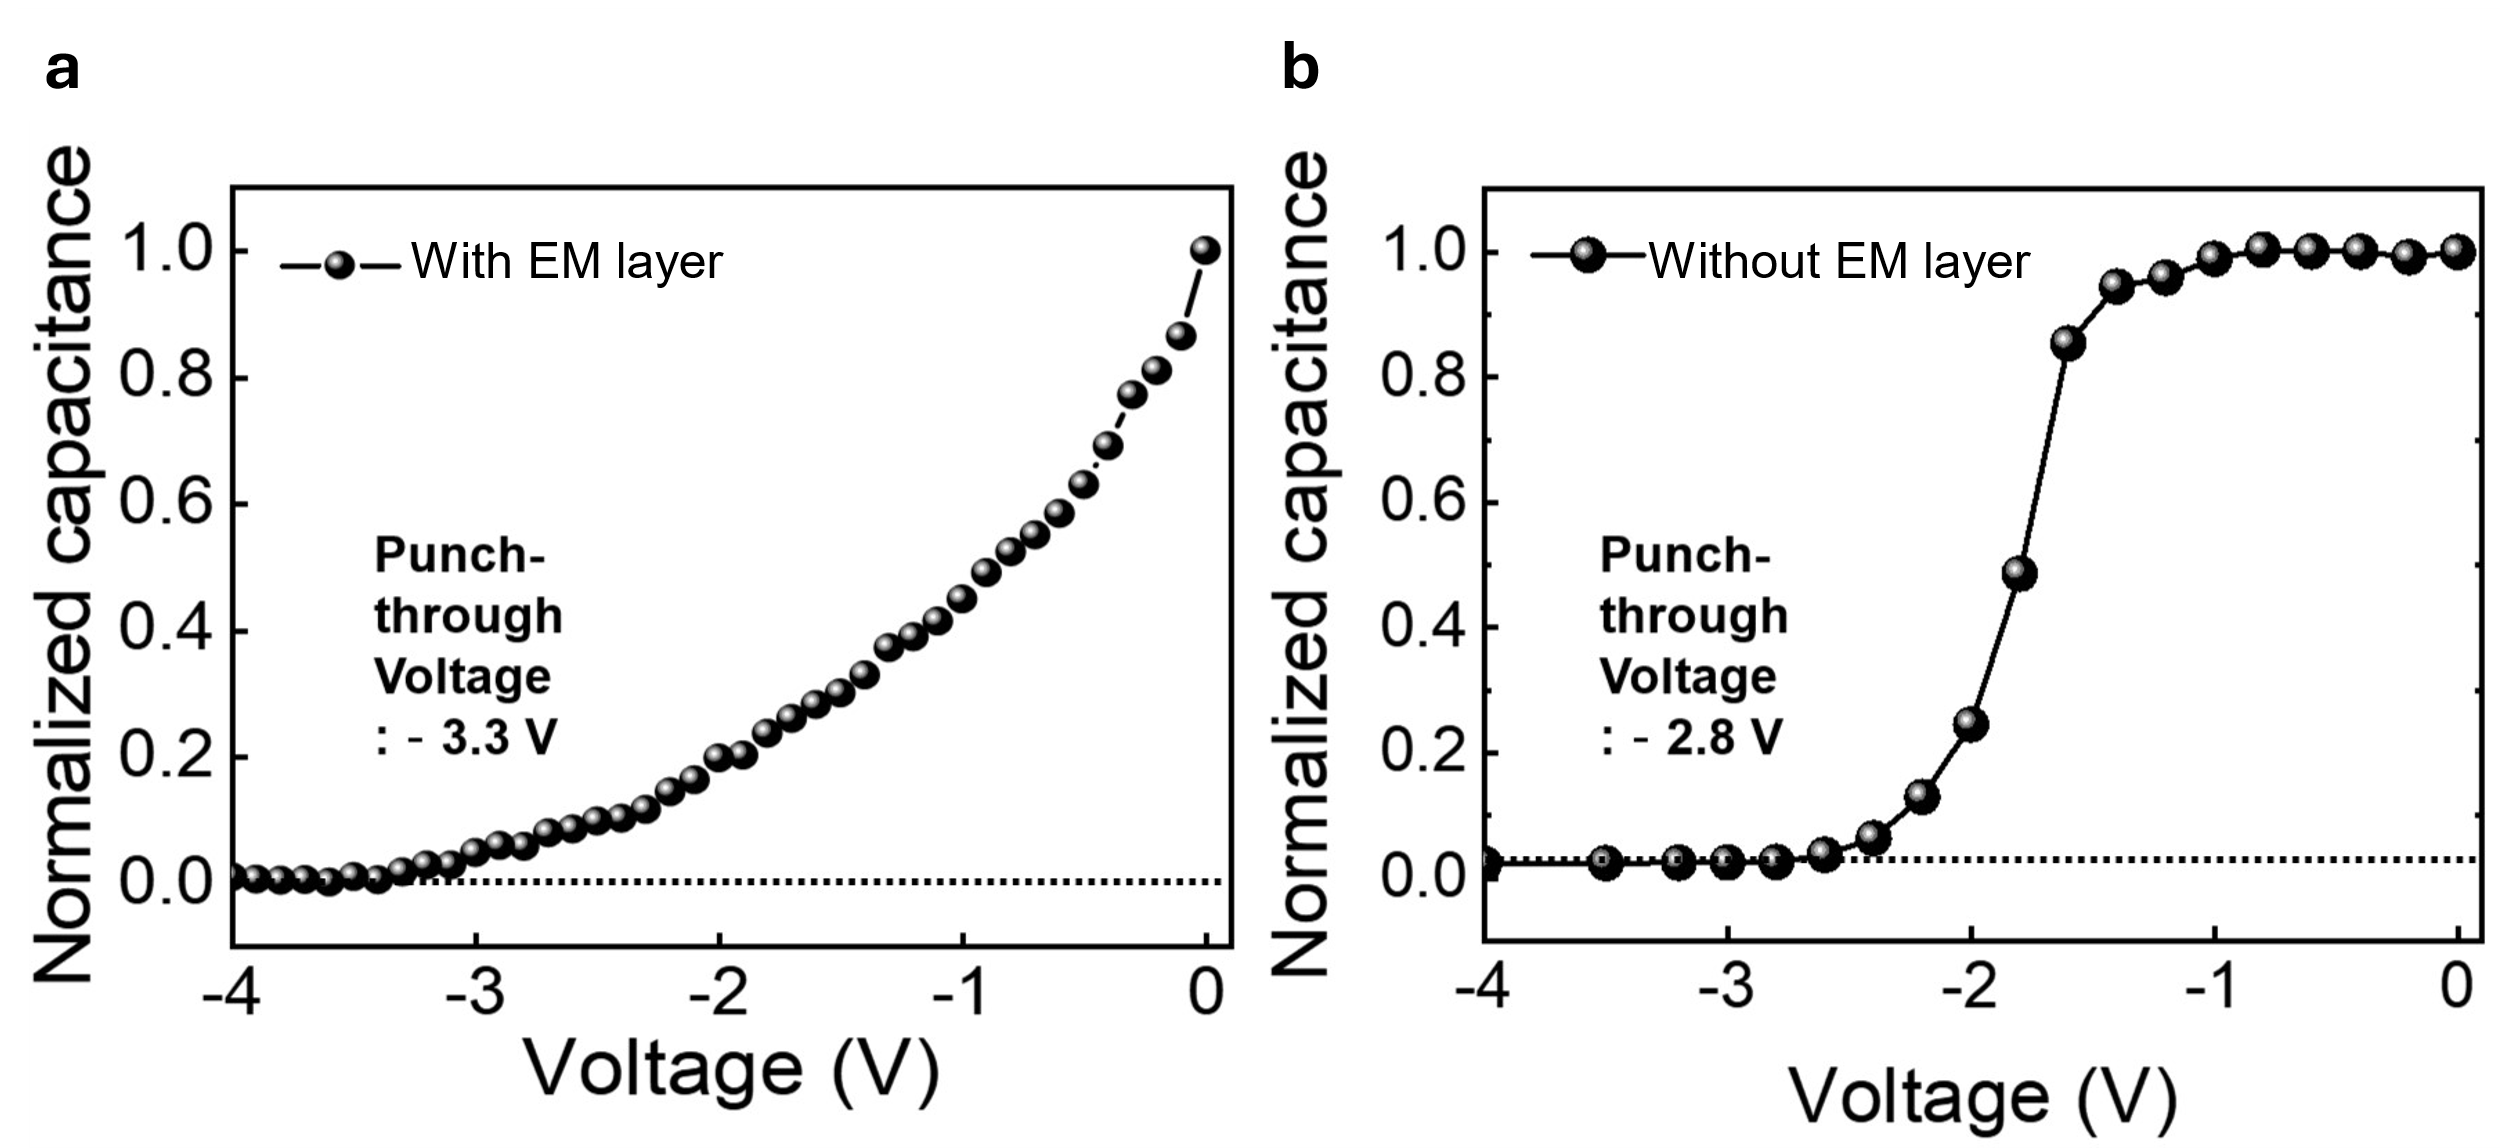 a
Normalized capacitance
1.0
0.8
0.6
0.4
0.2
0.0
With EM layer
Punch-
through
Voltage
: - 3.3 V
-4 -3 -2 -1 0
Voltage (V)
b
Normalized capacitance
1.0
0.8
0.6
0.4
0.2
0.0
Without EM layer
Punch-
through
Voltage
: - 2.8 V
-4 -3 -2 -1 0
Voltage (V)